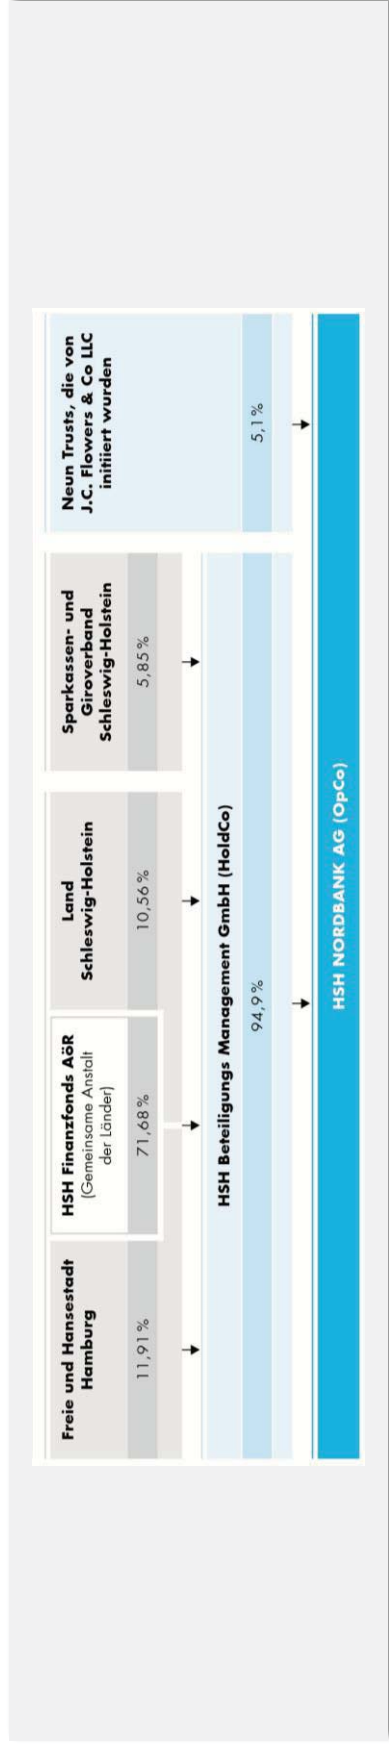 Freie und Hansestadt
Hamburg
11,91%
HSH Finanzfonds AöR
(Gemeinsame Anstalt
der Länder)
71,68%
Land
Schleswig-Holstein
10,56%
Sparkassen- und
Giroverband
Schleswig-Holstein
5,85%
Neun Trusts, die von
J.C. Flowers & Co LLC
initiiert wurden
5,1%
HSH Beteiligungs Management GmbH (HoldCo)
94,9%
HSH NORDBANK AG (OpCo)